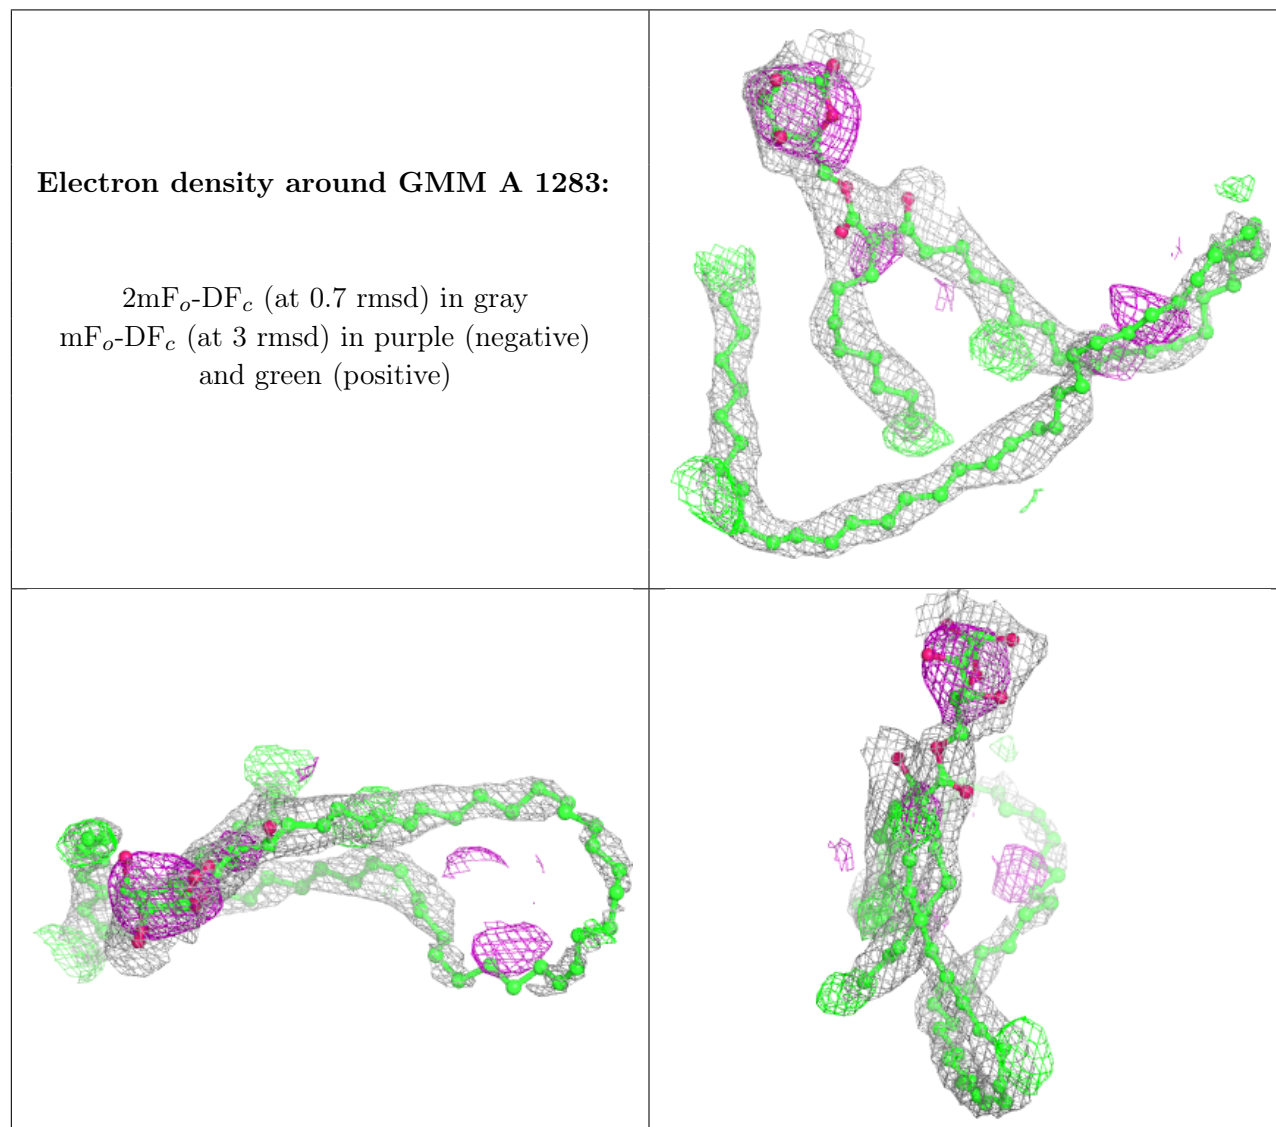 Electron density around GMM A 1283:
2mFo-DFc (at 0.7 rmsd) in gray
mFo-DFc (at 3 rmsd) in purple (negative)
and green (positive)